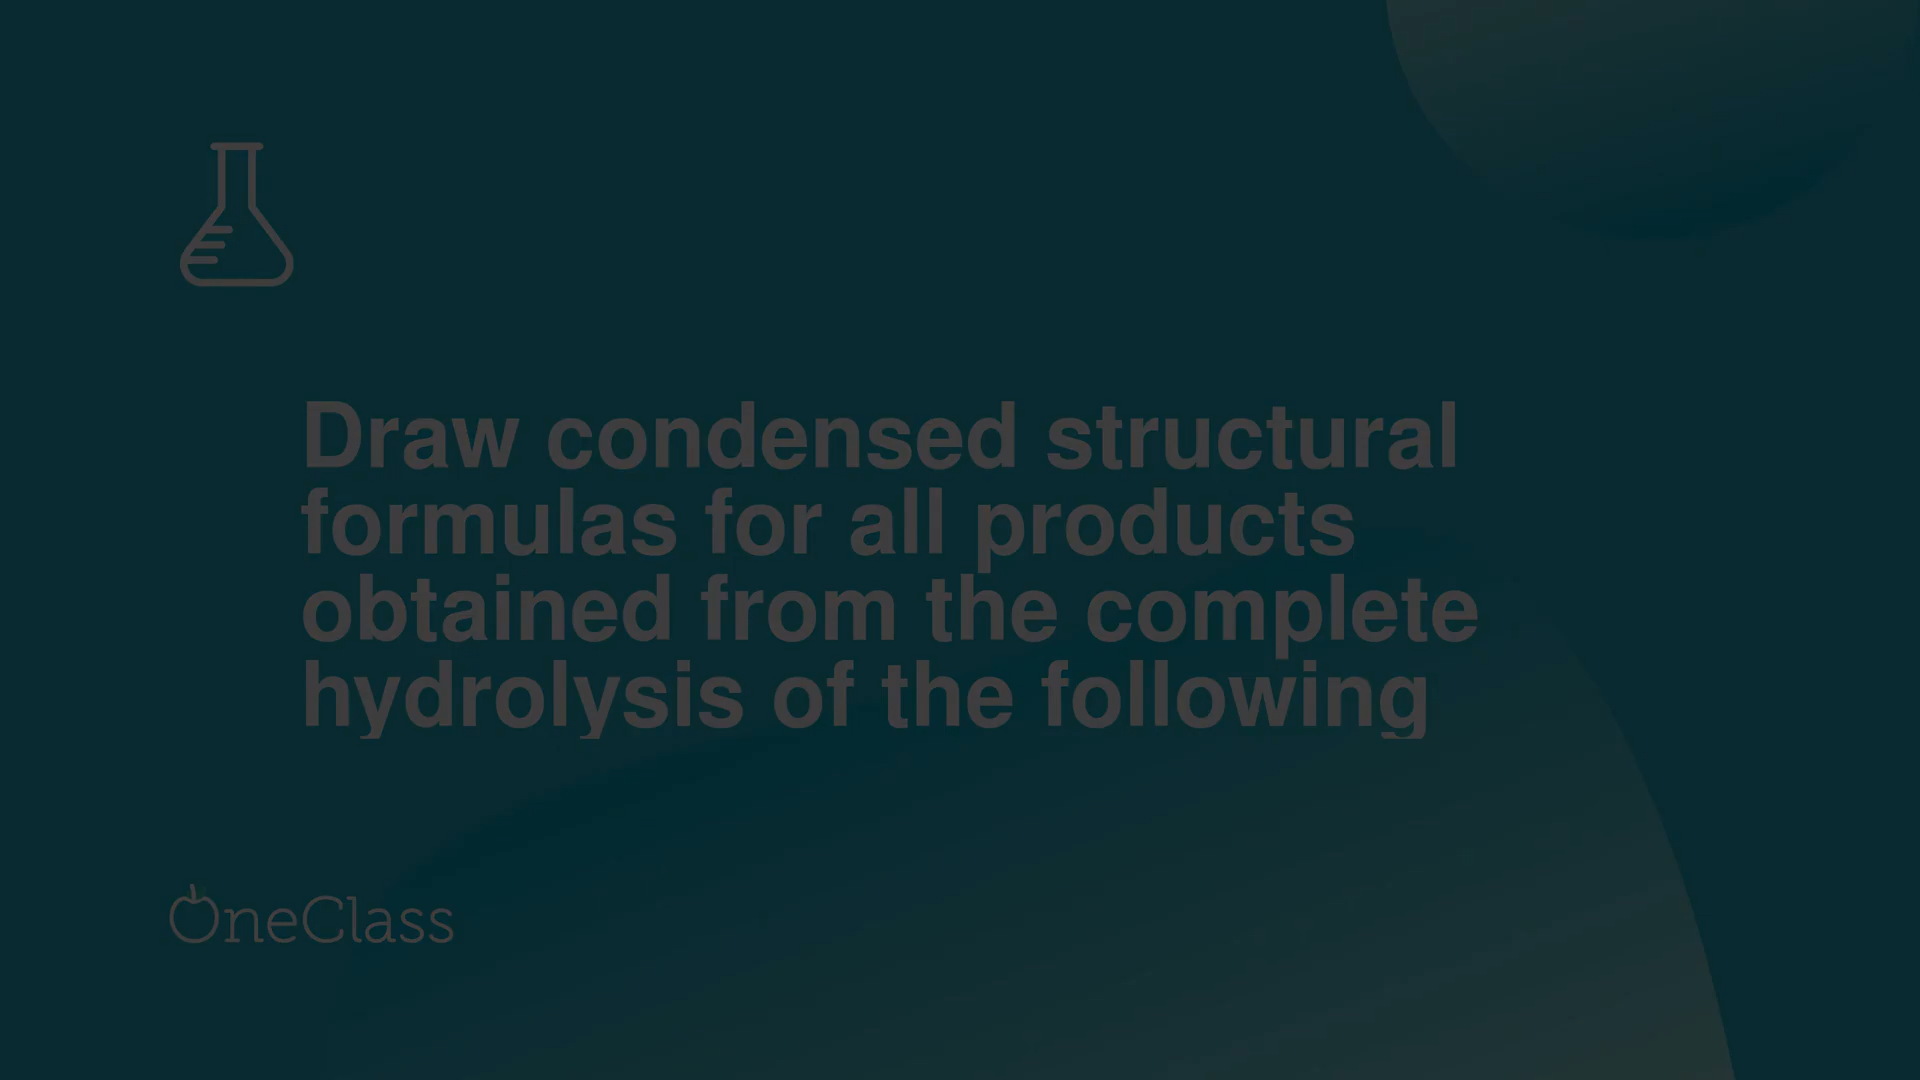 Draw condensed structural
formulas for all products
obtained from the complete
hydrolysis of the following
OneClass